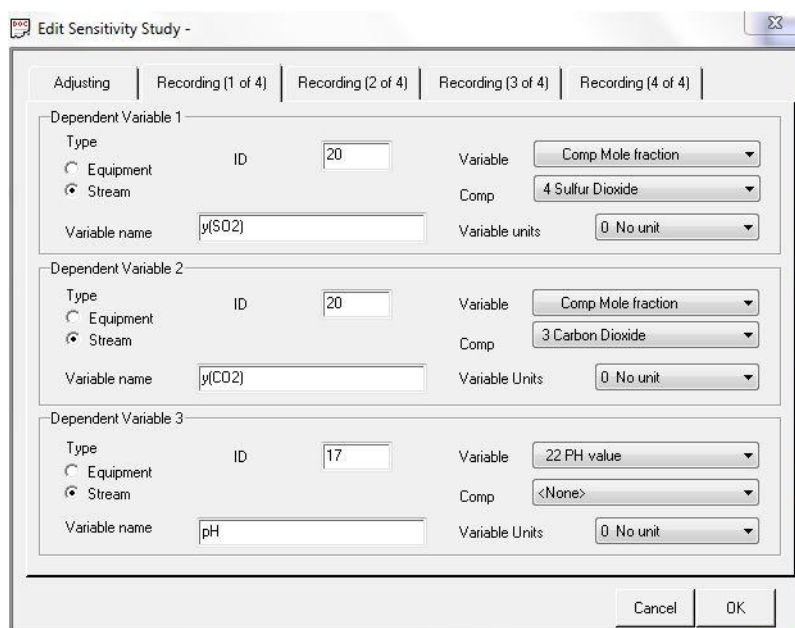 Edit Sensitivity Study -
Adjusting Recording (1 of 4) Recording (2 of 4) Recording (3 of 4) Recording (4 of 4)
Dependent Variable 1
Type
Equipment
Stream
ID 20
Variable Comp Mole fraction
Comp 4 Sulfur Dioxide
Variable name y(SO2)
Variable units 0 No unit
Dependent Variable 2
Type
Equipment
Stream
ID 20
Variable Comp Mole fraction
Comp 3 Carbon Dioxide
Variable name y(CO2)
Variable Units 0 No unit
Dependent Variable 3
Type
Equipment
Stream
ID 17
Variable 22 PH value
Comp <None>
Variable name pH
Variable Units 0 No unit
Cancel OK